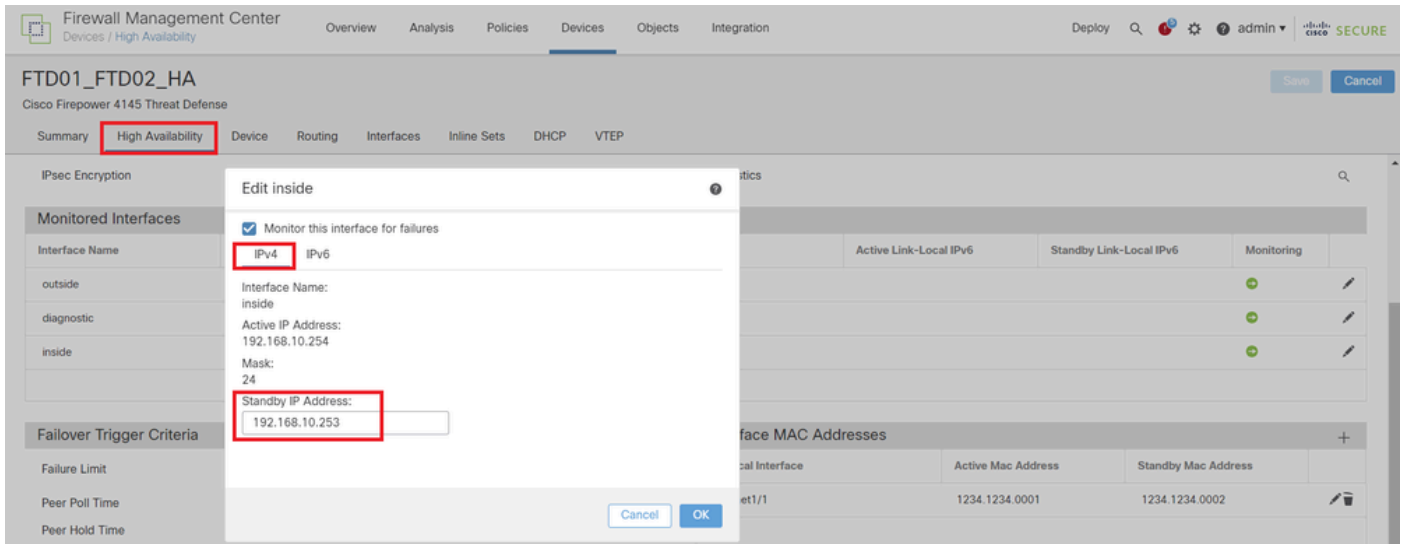 Firewall Management Center
Devices / High Availability
Overview Analysis Policies Devices Objects Integration
Deploy admin cisco SECURE
FTD01_FTD02_HA
Save Cancel
Cisco Firepower 4145 Threat Defense
Summary High Availability Device Routing Interfaces Inline Sets DHCP VTEP
IPsec Encryption
Edit inside
Monitored Interfaces
Monitor this interface for failures
Interface Name Active Link-Local IPv6 Standby Link-Local IPv6 Monitoring
IPv4 IPv6
outside
Interface Name:
inside
diagnostic
Active IP Address:
192.168.10.254
inside
Mask:
24
Standby IP Address:
192.168.10.253
Failover Trigger Criteria face MAC Addresses
Failure Limit cal Interface Active Mac Address Standby Mac Address
Peer Poll Time et1/1 1234.1234.0001 1234.1234.0002
Cancel OK
Peer Hold Time